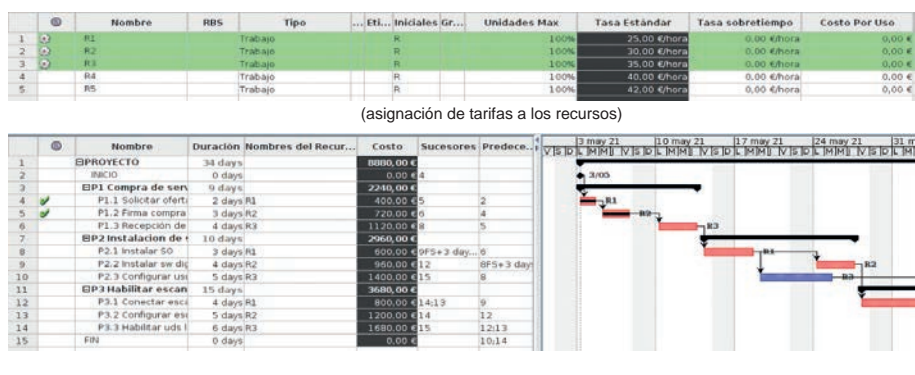 Nombre RBS Tipo ... Eti... Iniciales Gr... Unidades Max Tasa Estándar Tasa sobretiempo Costo Por Uso
1 R1 Trabajo R 100% 25,00 €/hora 0,00 €/hora 0,00 €
2 R2 Trabajo R 100% 30,00 €/hora 0,00 €/hora 0,00 €
3 R3 Trabajo R 100% 35,00 €/hora 0,00 €/hora 0,00 €
4 R4 Trabajo R 100% 40,00 €/hora 0,00 €/hora 0,00 €
5 R5 Trabajo R 100% 42,00 €/hora 0,00 €/hora 0,00 €
(asignación de tarifas a los recursos)
Nombre Duración Nombres del Recur... Costo Sucesores Predece... 3 may 21 10 may 21 17 may 21 24 may 21 31 m
V S D L M M J V S D L M M J V S D L M M J V S D L M M J V S D L M
1 PROYECTO 34 days 8880,00 €
2 INICIO 0 days 0,00 € 4 3/05
3 P1 Compra de serv 9 days 2240,00 €
4 P1.1 Solicitar oferta 2 days R1 400,00 € 5 2 R1
5 P1.2 Firma compra 3 days R2 720,00 € 6 4 R2
6 P1.3 Recepción de 4 days R3 1120,00 € 8 5 R3
7 P2 Instalacion de 10 days 2960,00 €
8 P2.1 Instalar SO 3 days R1 600,00 € 9FS+3 day... 6 R1
9 P2.2 Instalar sw dig 4 days R2 960,00 € 12 8FS+3 day R2
10 P2.3 Configurar usu 5 days R3 1400,00 € 15 8 R3
11 P3 Habilitar escan 15 days 3680,00 €
12 P3.1 Conectar esca 4 days R1 800,00 € 14;13 9
13 P3.2 Configurar esc 5 days R2 1200,00 € 14 12
14 P3.3 Habilitar uds l 6 days R3 1680,00 € 15 12;13
15 FIN 0 days 0,00 € 10;14